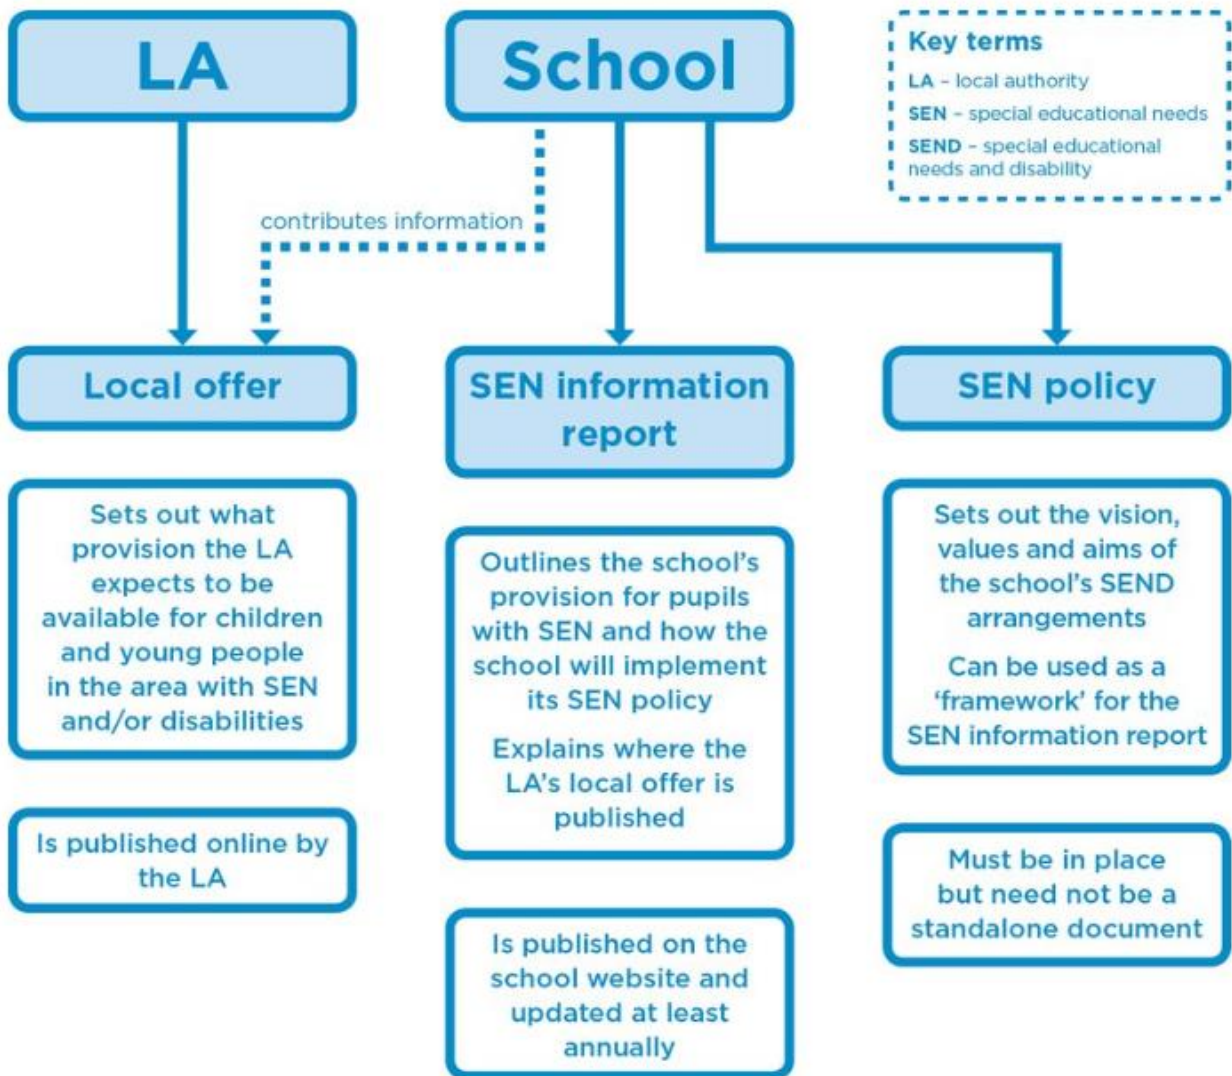 LA
School
Key terms
LA – local authority
SEN – special educational needs
SEND – special educational
needs and disability
contributes information
Local offer
Sets out what
provision the LA
expects to be
available for children
and young people
in the area with SEN
and/or disabilities
Is published online by
the LA
SEN information
report
Outlines the school’s
provision for pupils
with SEN and how the
school will implement
its SEN policy
Explains where the
LA’s local offer is
published
Is published on the
school website and
updated at least
annually
SEN policy
Sets out the vision,
values and aims of
the school’s SEND
arrangements
Can be used as a
‘framework’ for the
SEN information report
Must be in place
but need not be a
standalone document